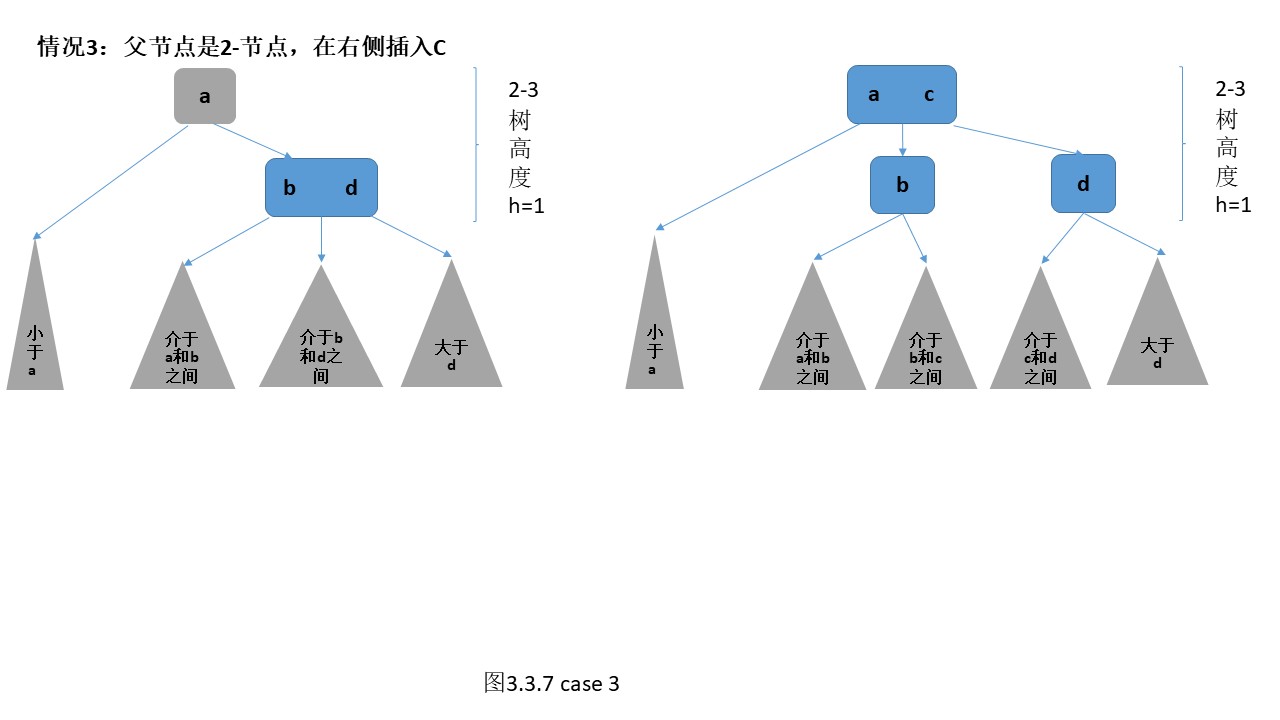 情况3：父节点是2-节点，在右侧插入C
a
b d
2-3
树
高
度
h=1
小
于
a
介于
a和b
之间
介于b
和d之
间
大于
d
a c
b
d
2-3
树
高
度
h=1
小
于
a
介于
a和b
之间
介于
b和c
之间
介于
c和d
之间
大于
d
图3.3.7 case 3